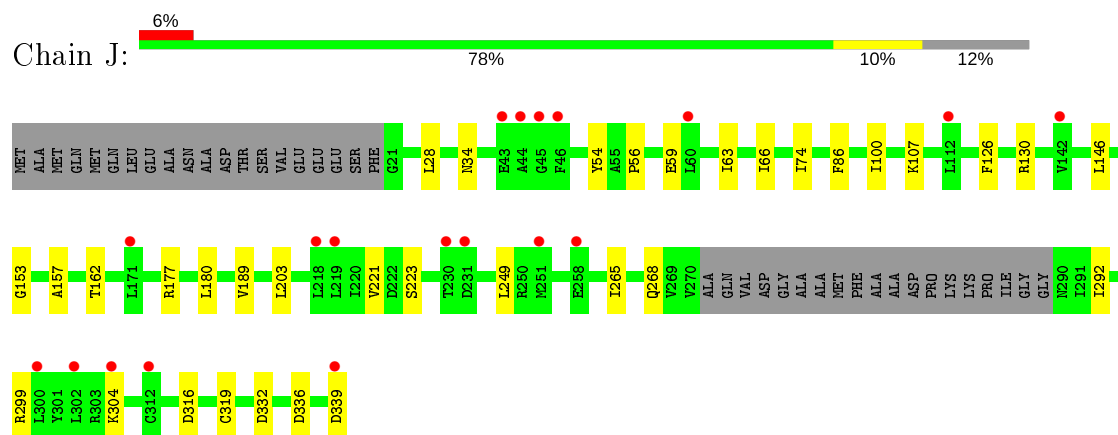 6%
Chain J:
78% 10% 12%
MET ALA MET GLN MET GLN LEU GLU ALA ASN ALA ASP THR SER VAL GLU GLU GLU SER PHE G21 L28 N34 E43 A44 G45 F46 Y54 A55 P56 E59 L60 I63 I66 I74 F86 I100 K107 L112 F126 R130 V142 L146
G153 A157 T162 L171 R177 L180 V189 L203 L218 L219 I220 V221 D222 S223 T230 D231 L249 R250 M251 E258 I265 Q268 V269 V270 ALA GLN VAL ASP GLY ALA ALA MET PHE ALA ALA ASP PRO LYS LYS PRO ILE GLY GLY N290 I291 I292
R299 L300 Y301 L302 R303 K304 C312 D316 C319 D332 D336 D339